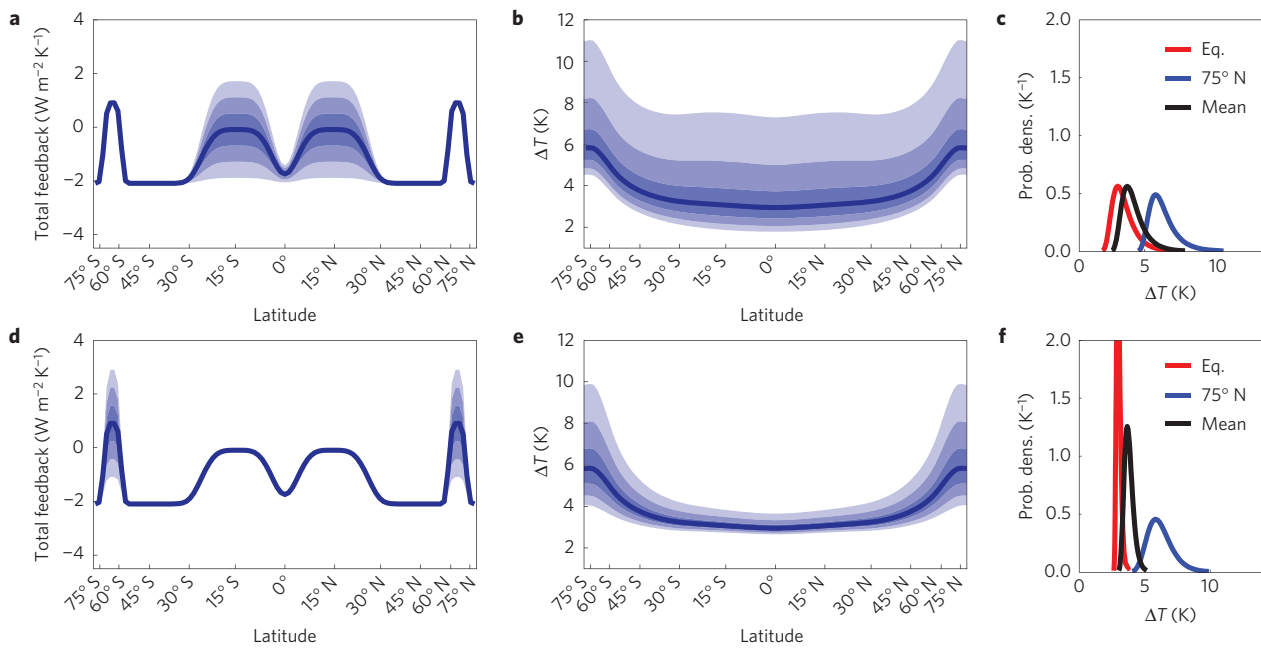 a
Total feedback (W m⁻² K⁻¹)
4
2
0
−2
−4
75° S
60° S
45° S
30° S
15° S
0°
15° N
30° N
45° N
60° N
75° N
Latitude
b
ΔT (K)
12
10
8
6
4
2
75° S
60° S
45° S
30° S
15° S
0°
15° N
30° N
45° N
60° N
75° N
Latitude
c
Prob. dens. (K⁻¹)
2.0
1.5
1.0
0.5
0.0
Eq.
75° N
Mean
0
5
10
ΔT (K)
d
Total feedback (W m⁻² K⁻¹)
4
2
0
−2
−4
75° S
60° S
45° S
30° S
15° S
0°
15° N
30° N
45° N
60° N
75° N
Latitude
e
ΔT (K)
12
10
8
6
4
2
75° S
60° S
45° S
30° S
15° S
0°
15° N
30° N
45° N
60° N
75° N
Latitude
f
Prob. dens. (K⁻¹)
2.0
1.5
1.0
0.5
0.0
Eq.
75° N
Mean
0
5
10
ΔT (K)